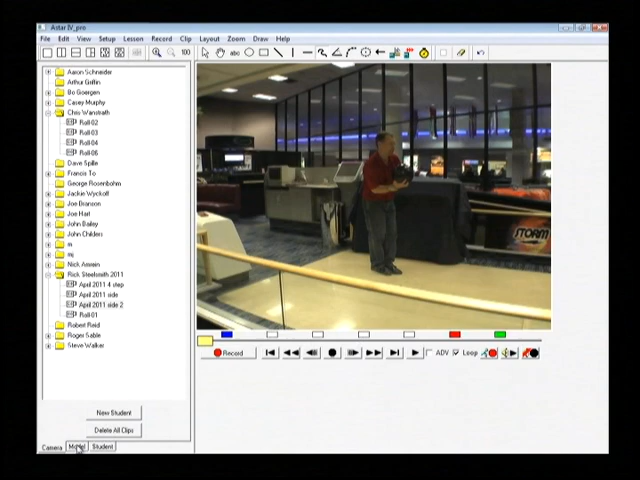 Astar IV_pro
File Edit View Setup Lesson Record Clip Layout Zoom Draw Help
100 abc
Aaron Schneider
Arthur Griffin
Bo Goergen
Casey Murphy
Chris Wanstrath
Roll-02
Roll-03
Roll-04
Roll-05
Dave Spille
Francis To
George Rosenbohm
Jackie Wyckoff
Joe Branson
Joe Hart
John Bailey
John Childers
Rick Steelsmith 2011
April 2011 4 step
April 2011 side
April 2011 side 2
Roll-01
Robert Reid
Roger Sable
Steve Walker
STORM
Record ADV Loop
New Student
Delete All Clips
Camera Model Student